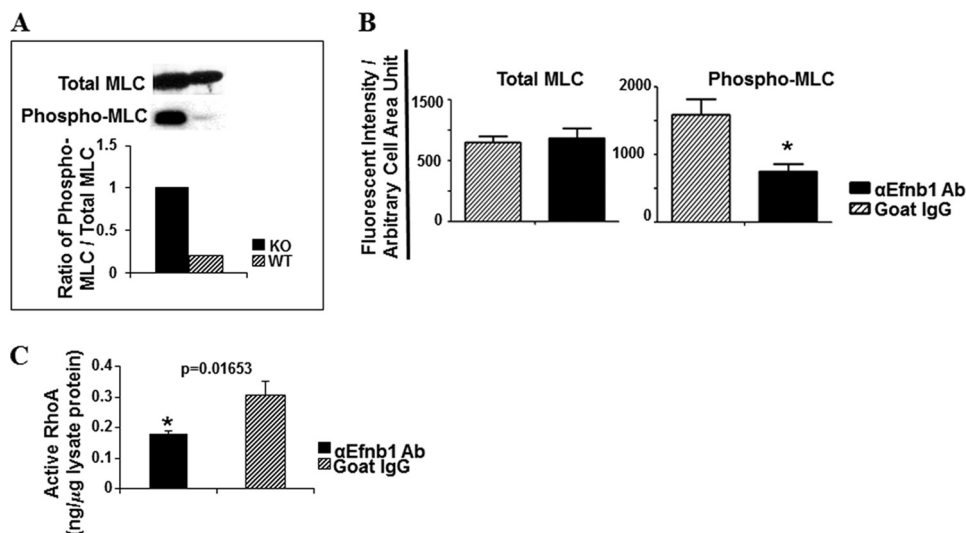 A
Total MLC
Phospho-MLC
Ratio of Phospho-
MLC / Total MLC
1.5
1
0.5
0
KO
WT
B
Fluorescent Intensity /
Arbitrary Cell Area Unit
Total MLC
1500
500
0
Phospho-MLC
2000
1000
0
*
αEfnb1 Ab
Goat IgG
C
Active RhoA
(ng/µg lysate protein)
0.4
0.3
0.2
0.1
0
p=0.01653
*
αEfnb1 Ab
Goat IgG